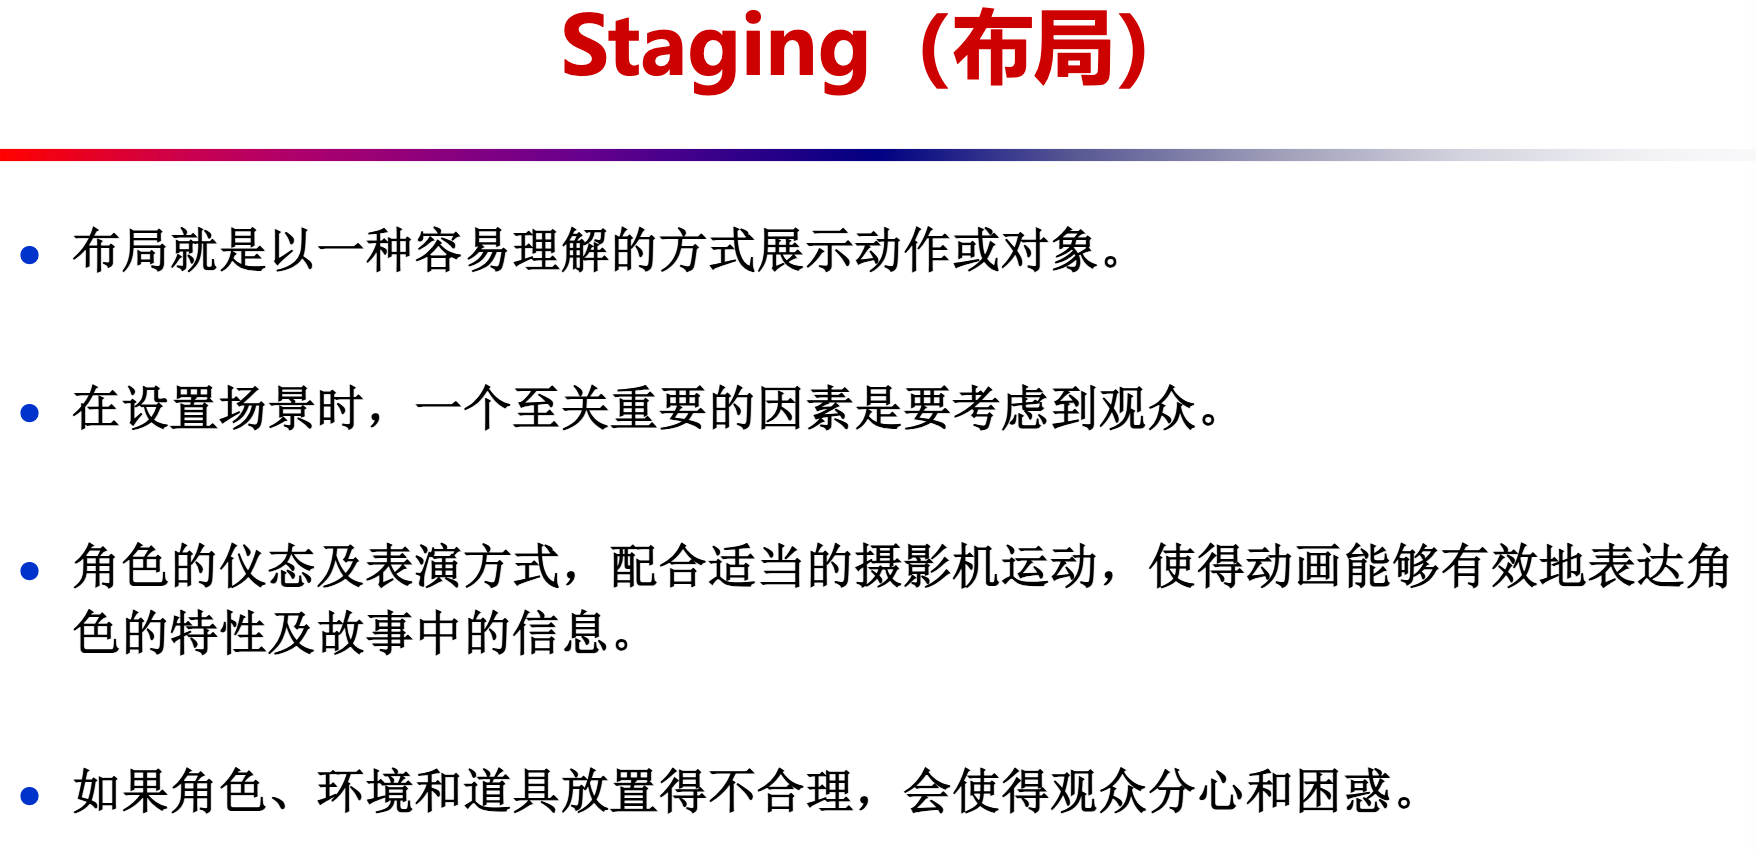 Staging（布局）
布局就是以一种容易理解的方式展示动作或对象。
在设置场景时，一个至关重要的因素是要考虑到观众。
角色的仪态及表演方式，配合适当的摄影机运动，使得动画能够有效地表达角
色的特性及故事中的信息。
如果角色、环境和道具放置得不合理，会使得观众分心和困惑。